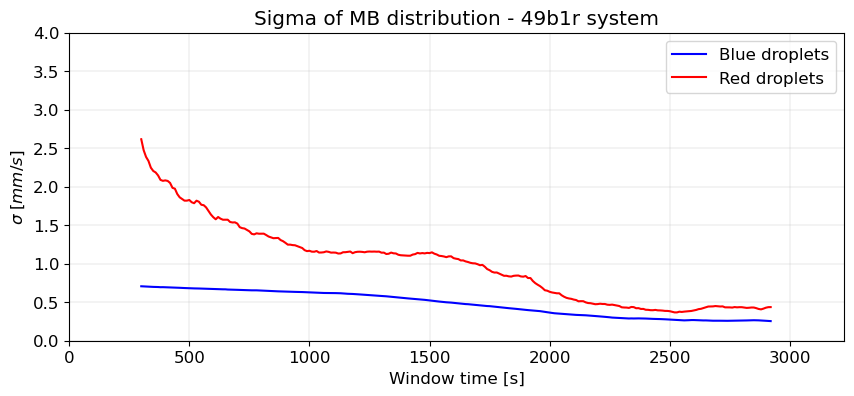 Sigma of MB distribution - 49b1r system
4.0
3.5
3.0
2.5
2.0
1.5
1.0
0.5
0.0
σ [mm/s]
Blue droplets
Red droplets
0 500 1000 1500 2000 2500 3000
Window time [s]